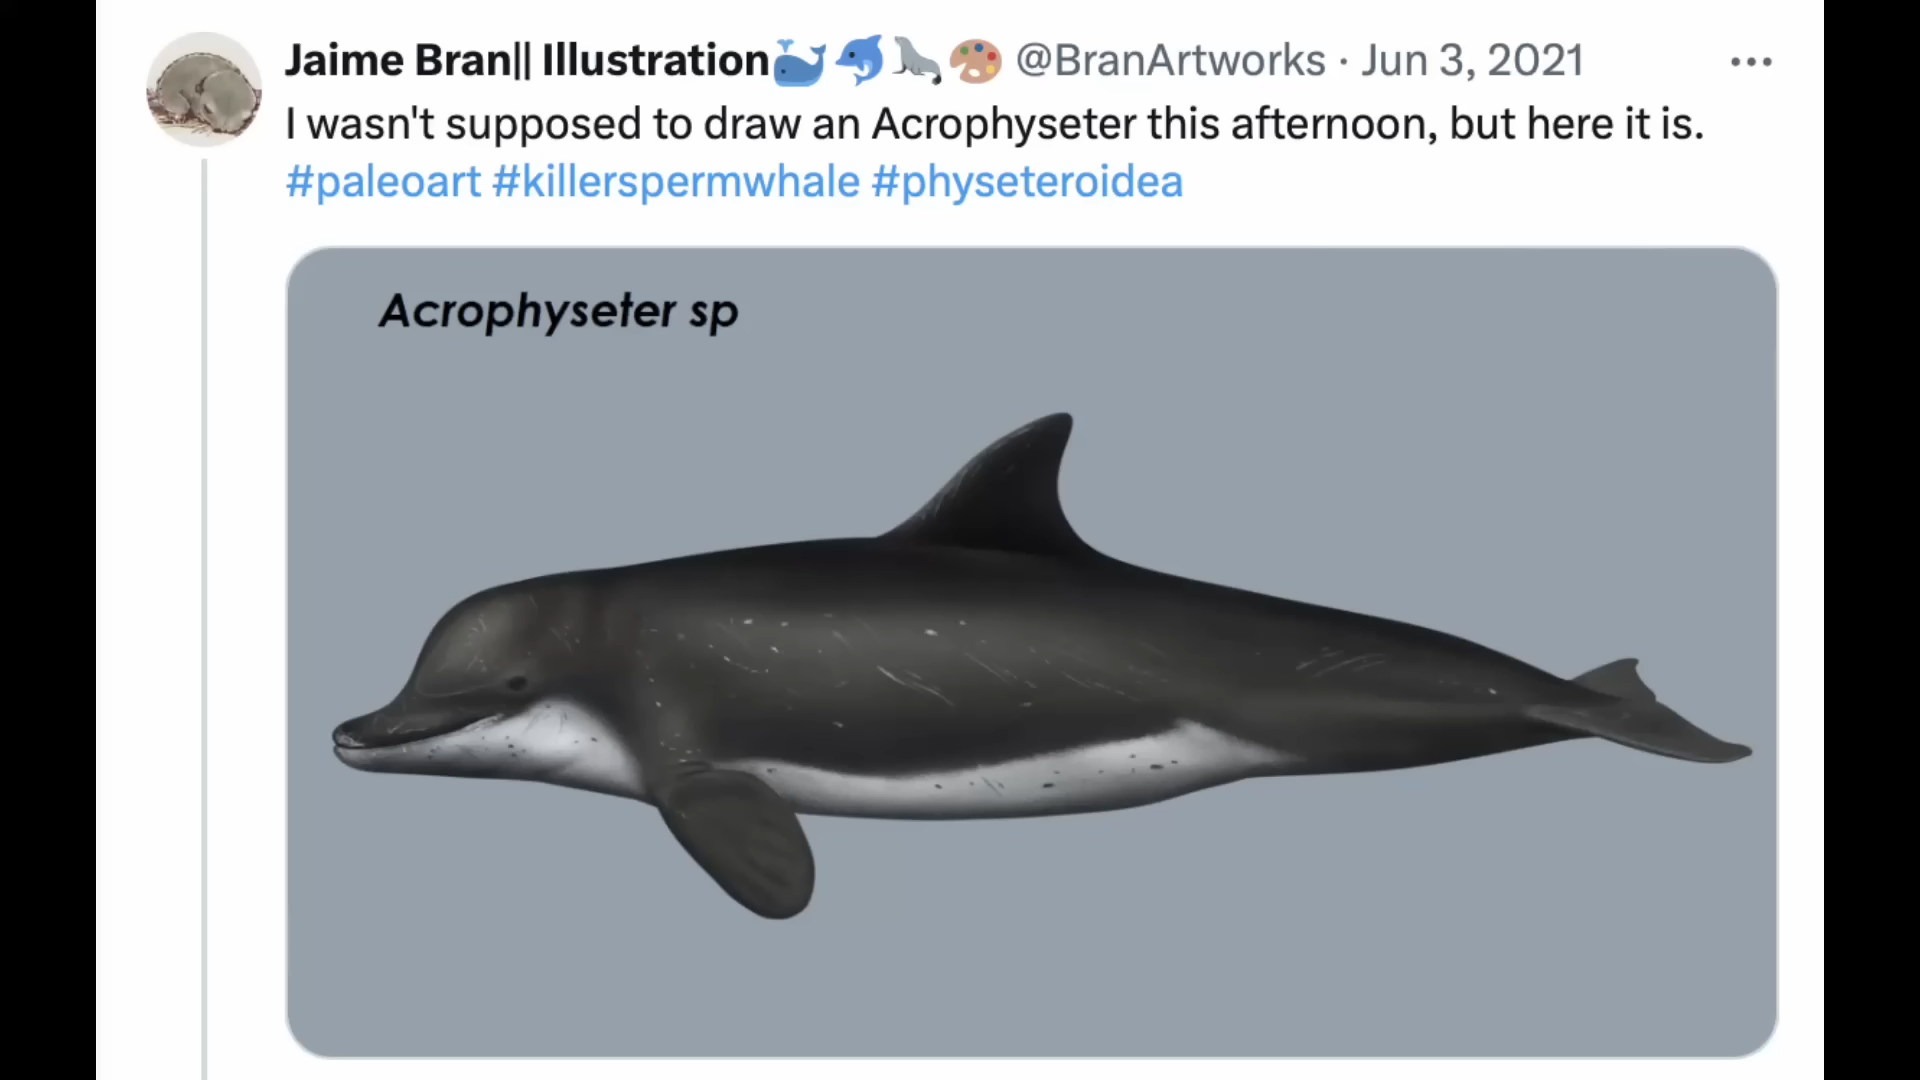 Jaime Bran|| Illustration🐳🐬🦭🎨 @BranArtworks · Jun 3, 2021
I wasn't supposed to draw an Acrophyseter this afternoon, but here it is.
#paleoart #killerspermwhale #physeteroidea
Acrophyseter sp